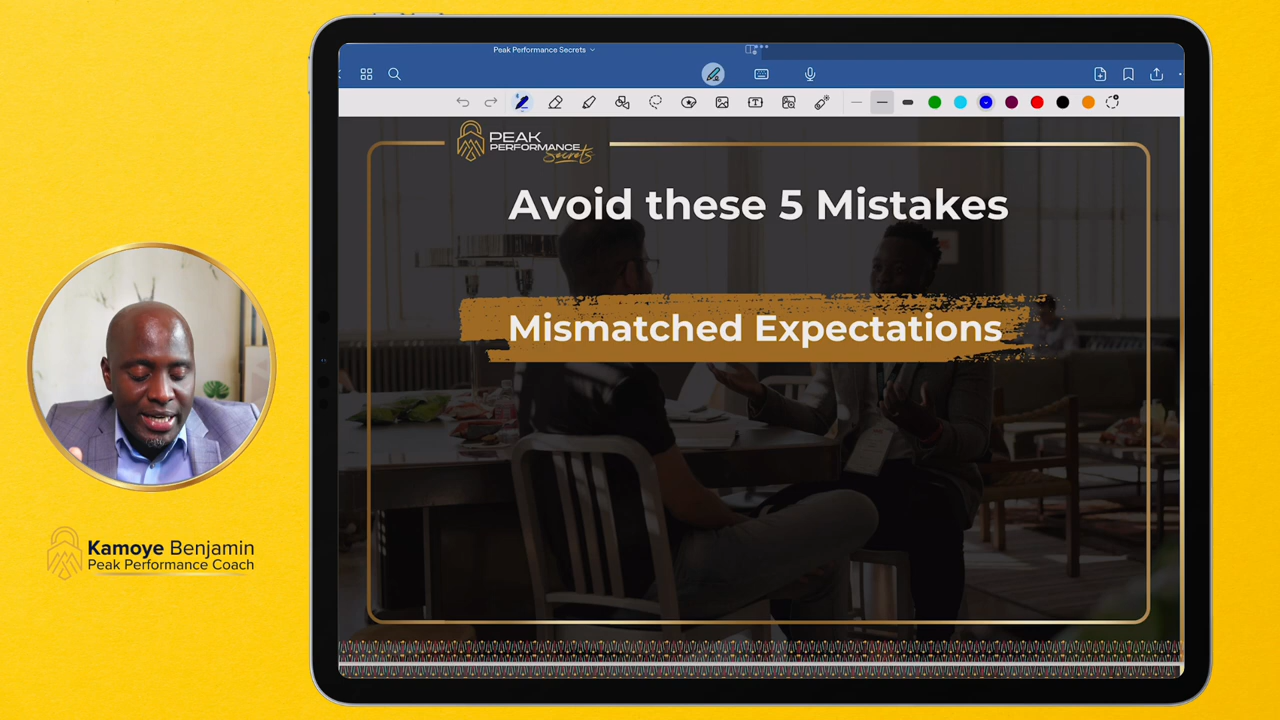 Peak Performance Secrets
PEAK
PERFORMANCE
Secrets
Avoid these 5 Mistakes
Mismatched Expectations
Kamoye Benjamin
Peak Performance Coach